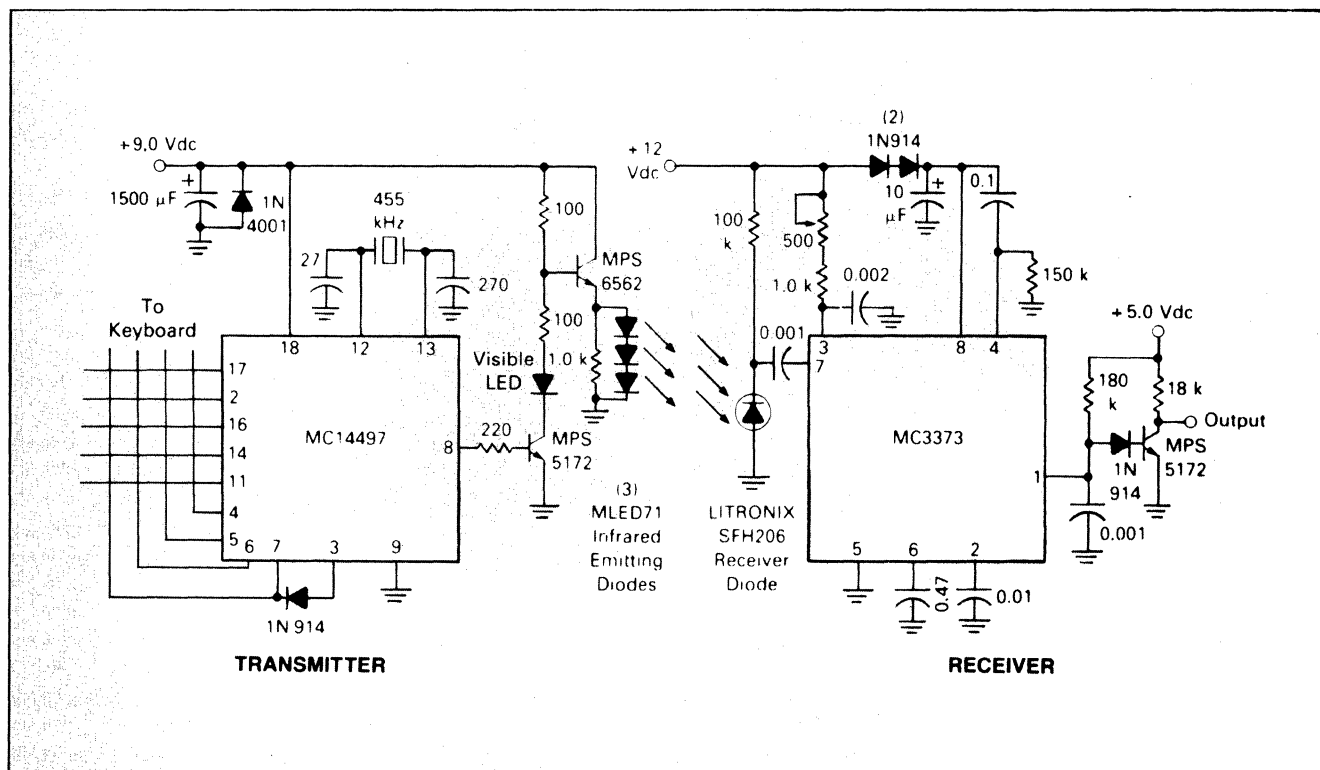 +9.0 Vdc
1500 µF
+
1N
4001
455
kHz
27
270
100
MPS
6562
100
1.0 k
Visible
LED
To
Keyboard
18
12
13
17
2
16
14
11
4
5
6
7
3
9
8
MC14497
220
MPS
5172
1N 914
(3)
MLED71
Infrared
Emitting
Diodes
TRANSMITTER
+ 12
Vdc
(2)
1N914
10
µF
+
0.1
100
k
500
1.0 k
0.002
150 k
0.001
3
7
8
4
MC3373
LITRONIX
SFH206
Receiver
Diode
5
6
2
1
0.47
0.01
+ 5.0 Vdc
180
k
18 k
Output
MPS
5172
1N
914
0.001
RECEIVER